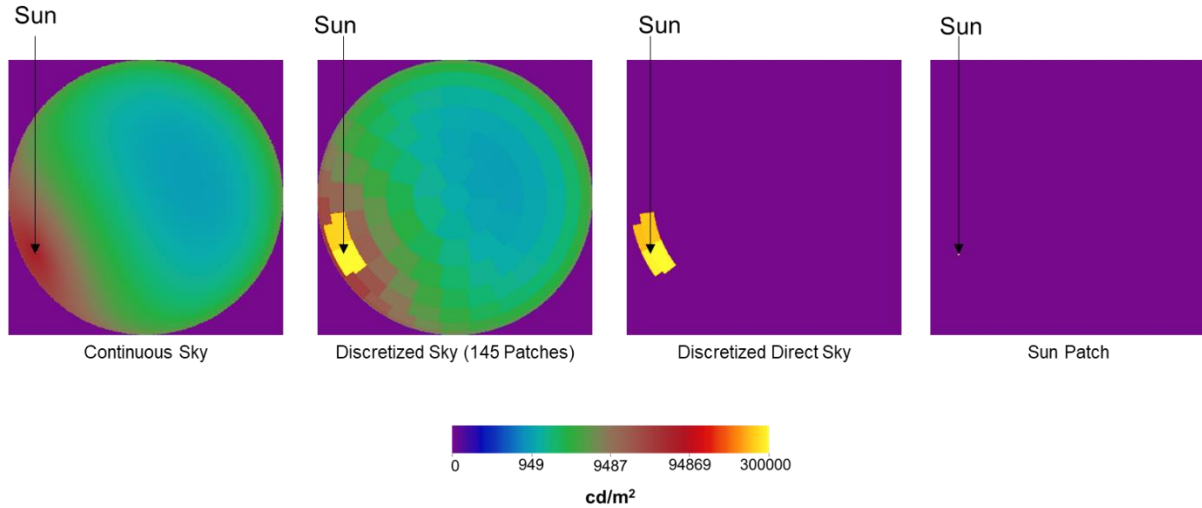 Sun
Sun
Sun
Sun
Continuous Sky
Discretized Sky (145 Patches)
Discretized Direct Sky
Sun Patch
0 949 9487 94869 300000
cd/m²